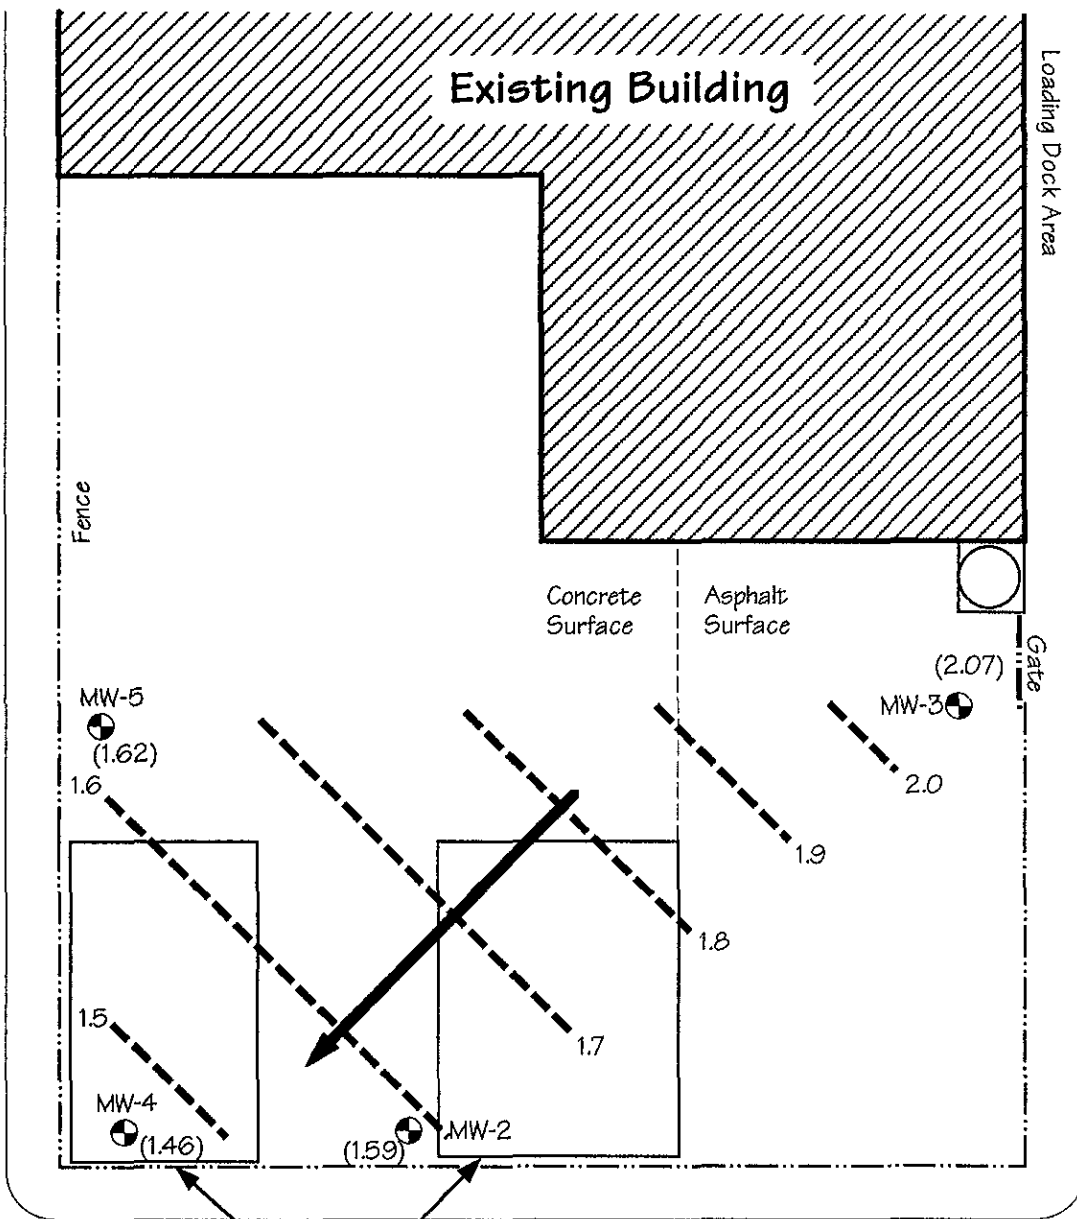 Existing Building
Loading Dock Area
Fence
Concrete
Surface
Asphalt
Surface
Gate
(2.07)
MW-3
MW-5
(1.62)
1.6
2.0
1.9
1.8
1.7
1.5
MW-4
(1.46)
(1.59)
MW-2